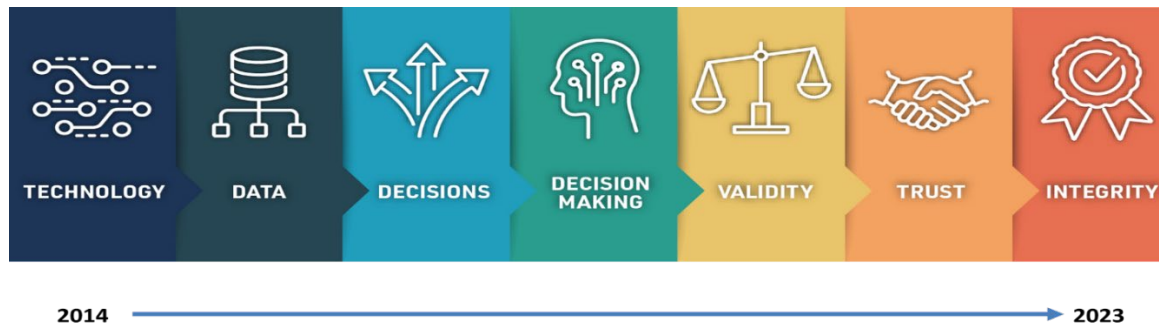 TECHNOLOGY
DATA
DECISIONS
DECISION
MAKING
VALIDITY
TRUST
INTEGRITY
2014
2023